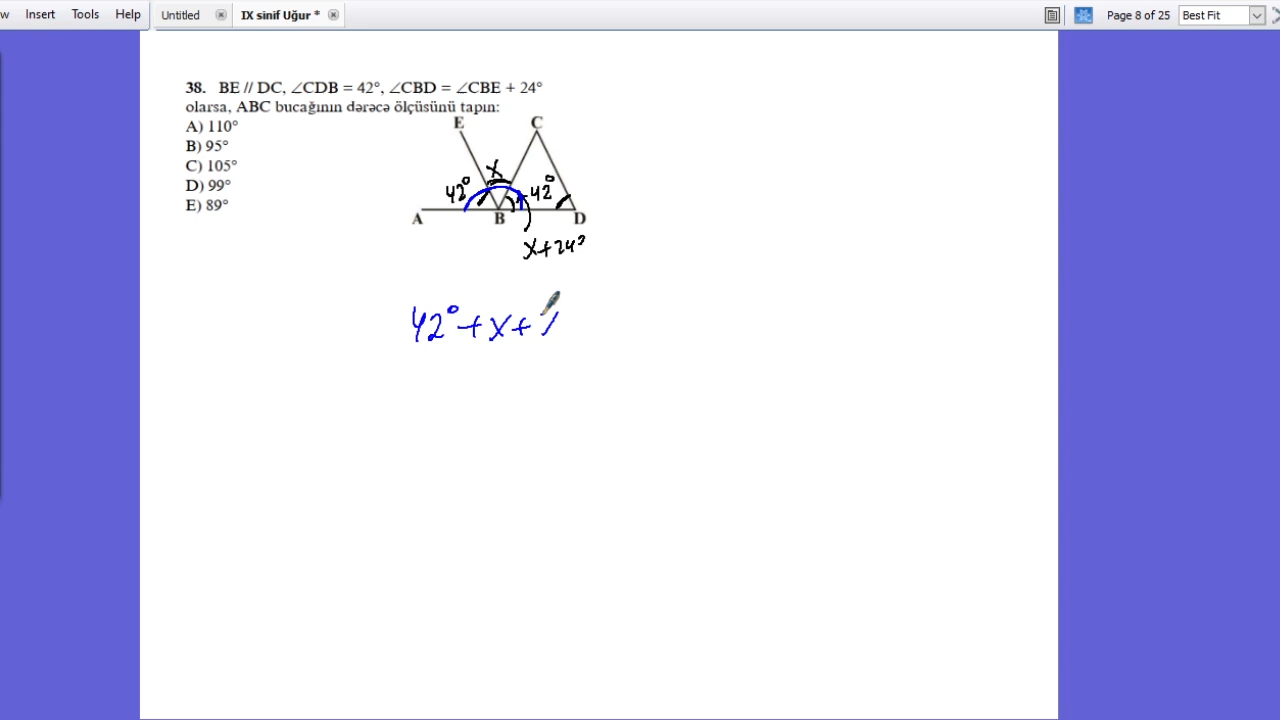 w Insert Tools Help Untitled IX sinif Uğur * Page 8 of 25 Best Fit
38. BE // DC, ∠CDB = 42°, ∠CBD = ∠CBE + 24°
olarsa, ABC bucağının dərəcə ölçüsünü tapın:
A) 110°
B) 95°
C) 105°
D) 99°
E) 89°
E C
x
42° 42°
A B D
x+24°
42° + x +